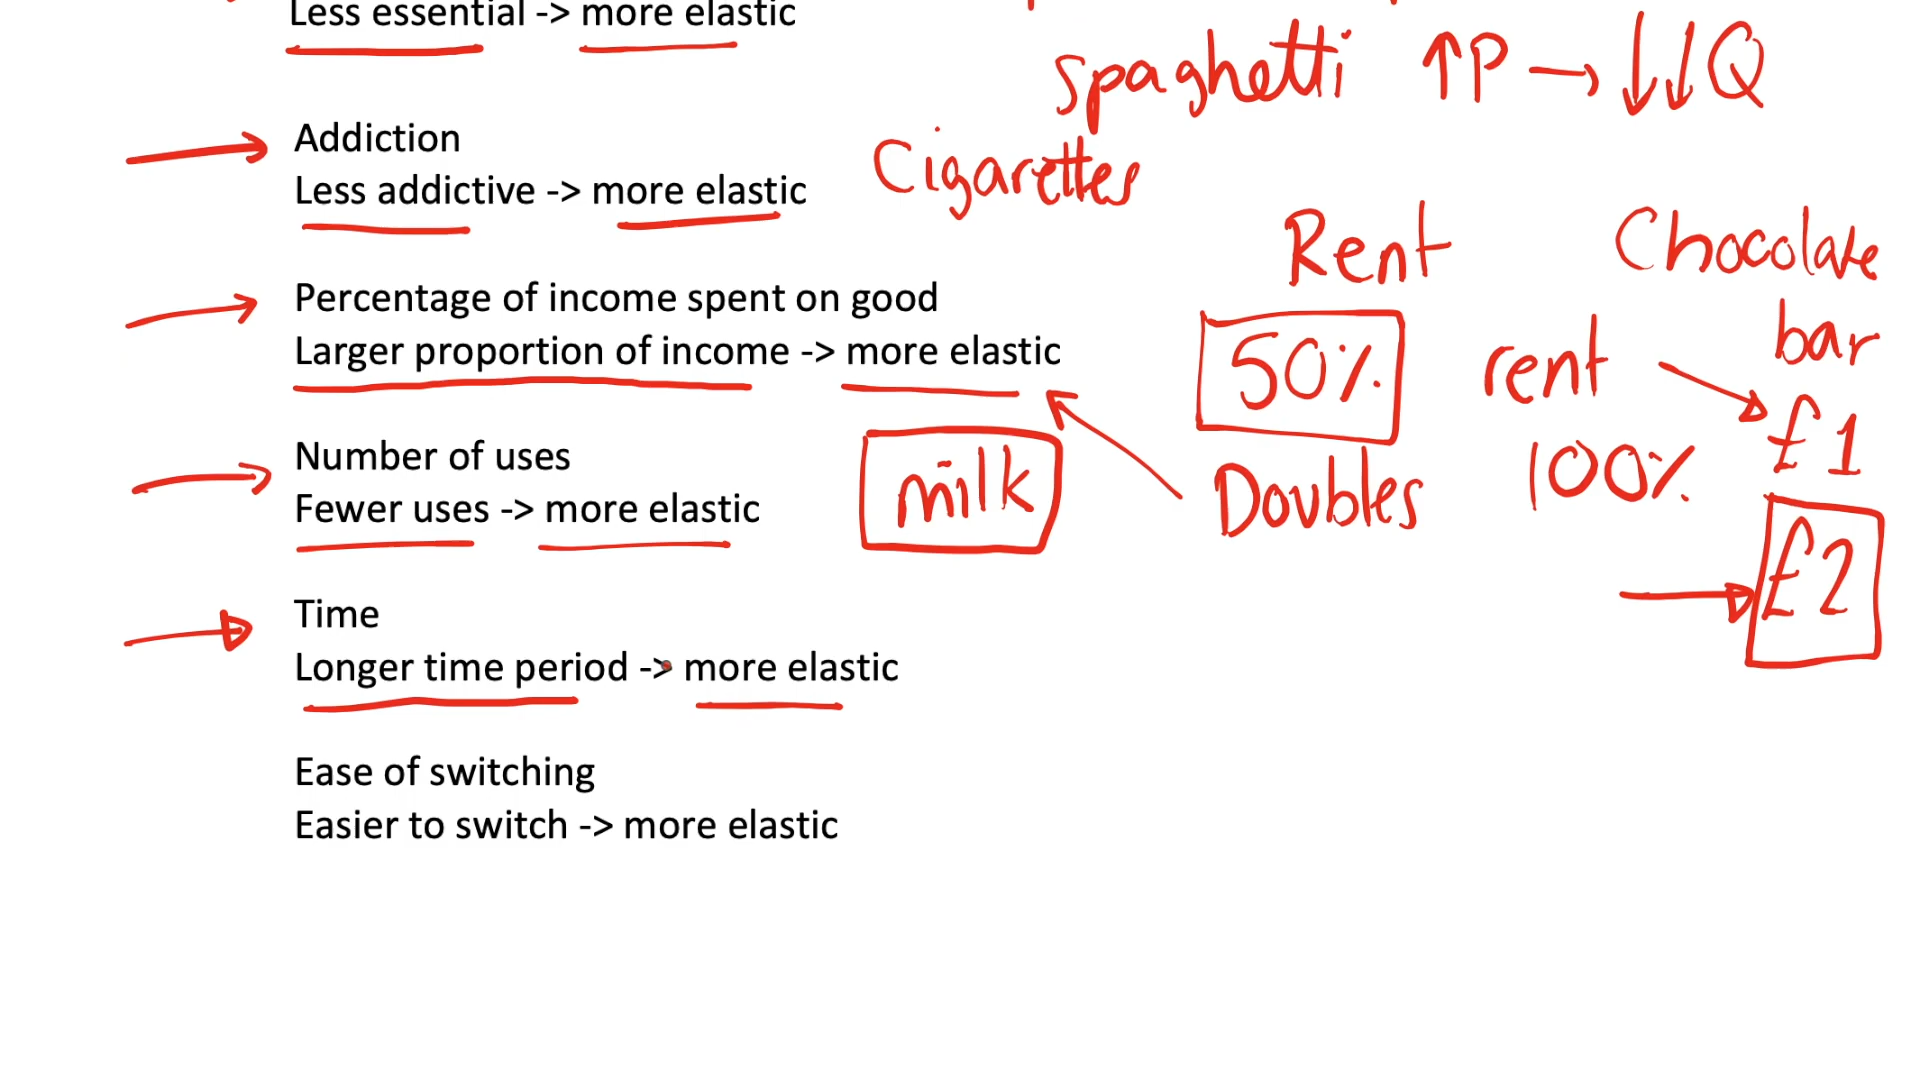 Less essential -> more elastic
spaghetti ↑P → ↓↓Q
Addiction
Less addictive -> more elastic
Cigarettes
Rent
Chocolate
bar
Percentage of income spent on good
Larger proportion of income -> more elastic
50%
rent
£1
100%
Number of uses
Fewer uses -> more elastic
milk
Doubles
£2
Time
Longer time period -> more elastic
Ease of switching
Easier to switch -> more elastic